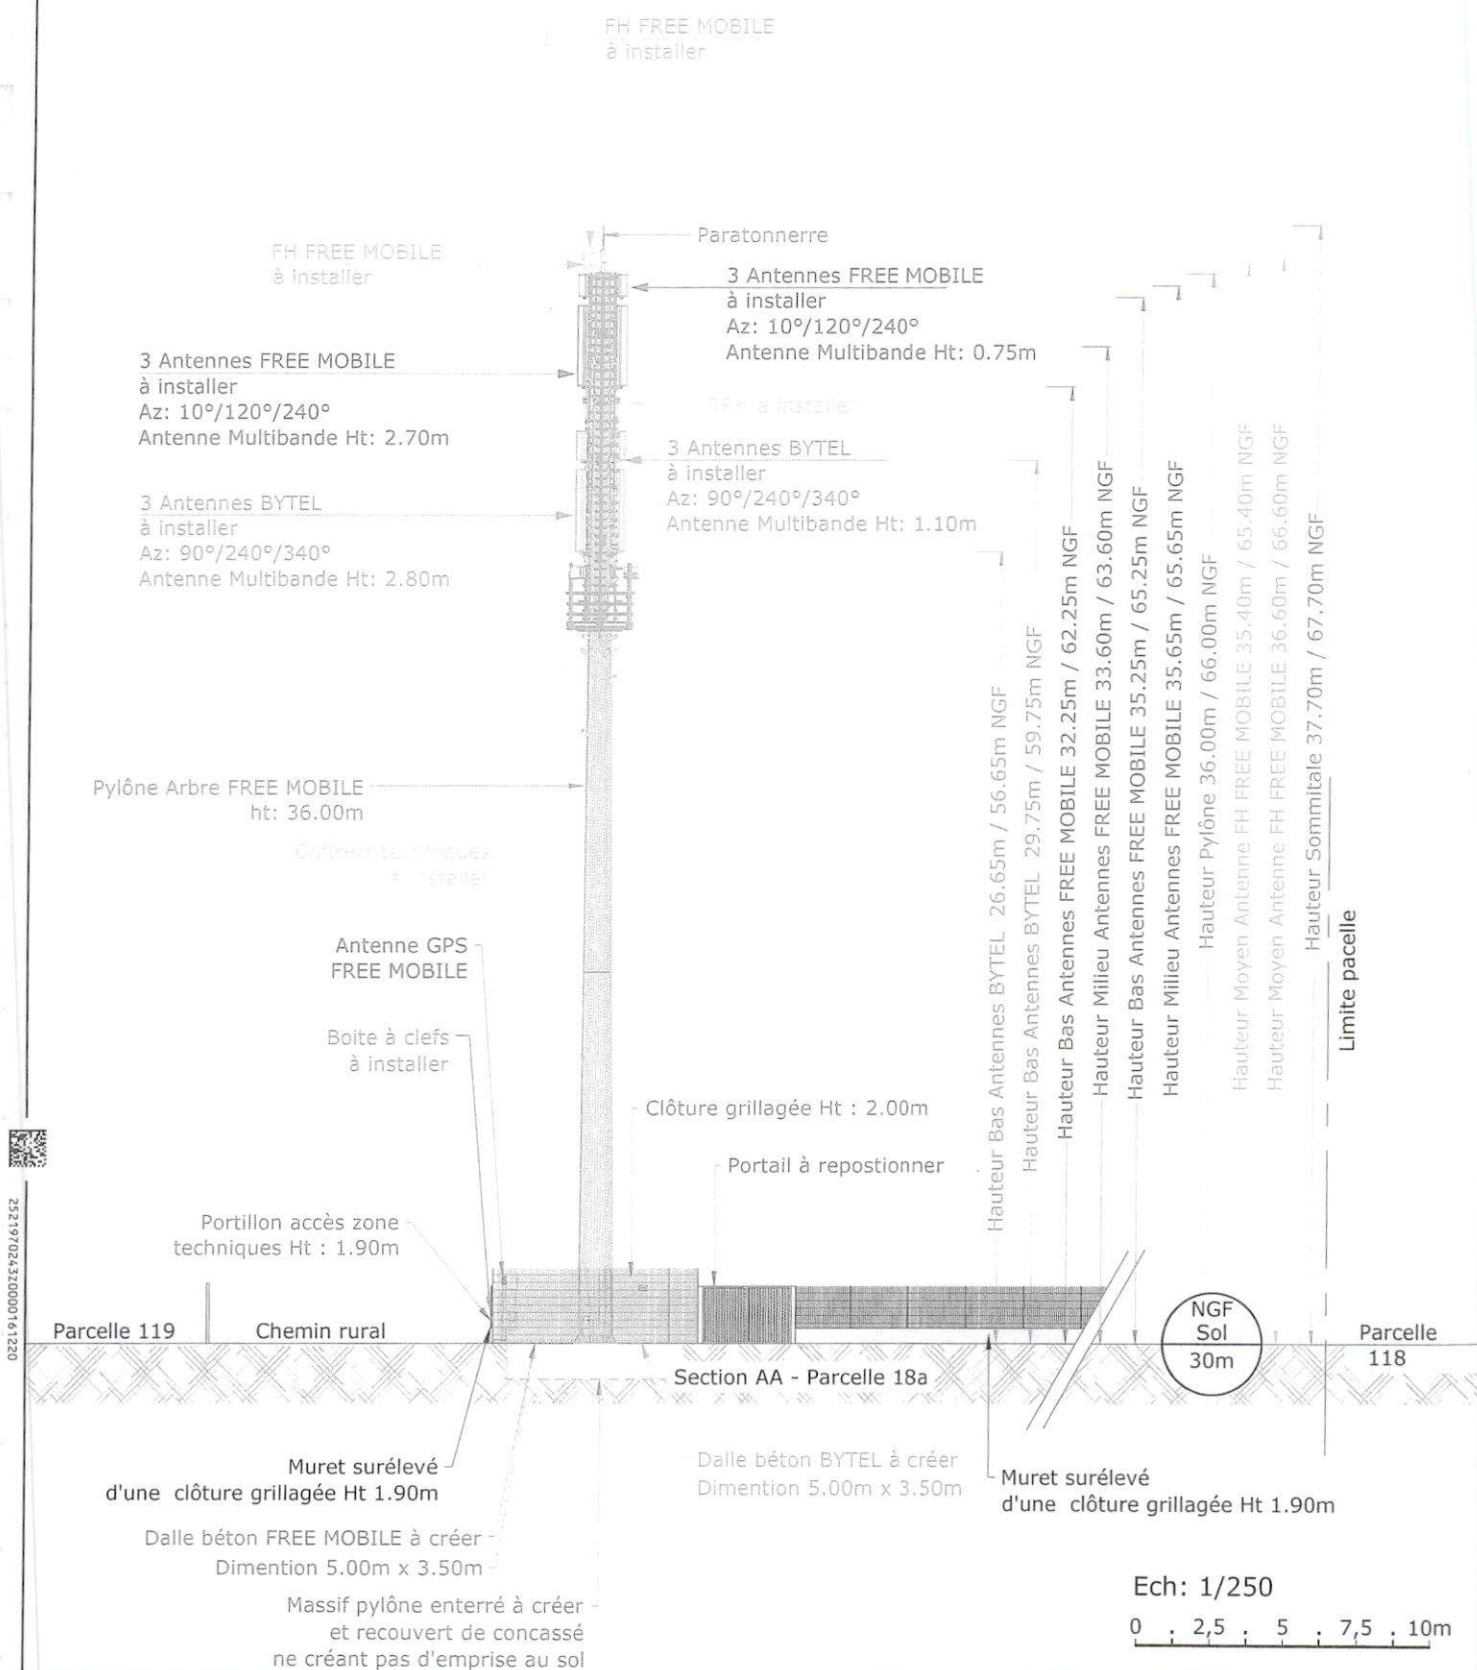 FH FREE MOBILE
à installer
Paratonnerre
FH FREE MOBILE
à installer
3 Antennes FREE MOBILE
à installer
Az: 10°/120°/240°
Antenne Multibande Ht: 0.75m
3 Antennes FREE MOBILE
à installer
Az: 10°/120°/240°
Antenne Multibande Ht: 2.70m
à installer
3 Antennes BYTEL
à installer
Az: 90°/240°/340°
Antenne Multibande Ht: 1.10m
3 Antennes BYTEL
à installer
Az: 90°/240°/340°
Antenne Multibande Ht: 2.80m
Hauteur Bas Antennes BYTEL 26.65m / 56.65m NGF
Hauteur Bas Antennes BYTEL 29.75m / 59.75m NGF
Hauteur Bas Antennes FREE MOBILE 32.25m / 62.25m NGF
Hauteur Milieu Antennes FREE MOBILE 33.60m / 63.60m NGF
Hauteur Bas Antennes FREE MOBILE 35.25m / 65.25m NGF
Hauteur Milieu Antennes FREE MOBILE 35.65m / 65.65m NGF
Hauteur Pylône 36.00m / 66.00m NGF
Hauteur Moyen Antenne FH FREE MOBILE 35.40m / 65.40m NGF
Hauteur Moyen Antenne FH FREE MOBILE 36.60m / 66.60m NGF
Hauteur Sommitale 37.70m / 67.70m NGF
Limite pacelle
Pylône Arbre FREE MOBILE
ht: 36.00m
Coffrest techniques
à installer
Antenne GPS
FREE MOBILE
Boite à clefs
à installer
Clôture grillagée Ht : 2.00m
Portail à repostionner
Portillon accès zone
techniques Ht : 1.90m
2521970243Z0000161220
Parcelle 119
Chemin rural
NGF
Sol
30m
Parcelle
118
Section AA - Parcelle 18a
Muret surélevé
d'une clôture grillagée Ht 1.90m
Dalle béton BYTEL à créer
Dimention 5.00m x 3.50m
Muret surélevé
d'une clôture grillagée Ht 1.90m
Dalle béton FREE MOBILE à créer
Dimention 5.00m x 3.50m
Massif pylône enterré à créer
et recouvert de concassé
ne créant pas d'emprise au sol
Ech: 1/250
0 2,5 5 7,5 10m